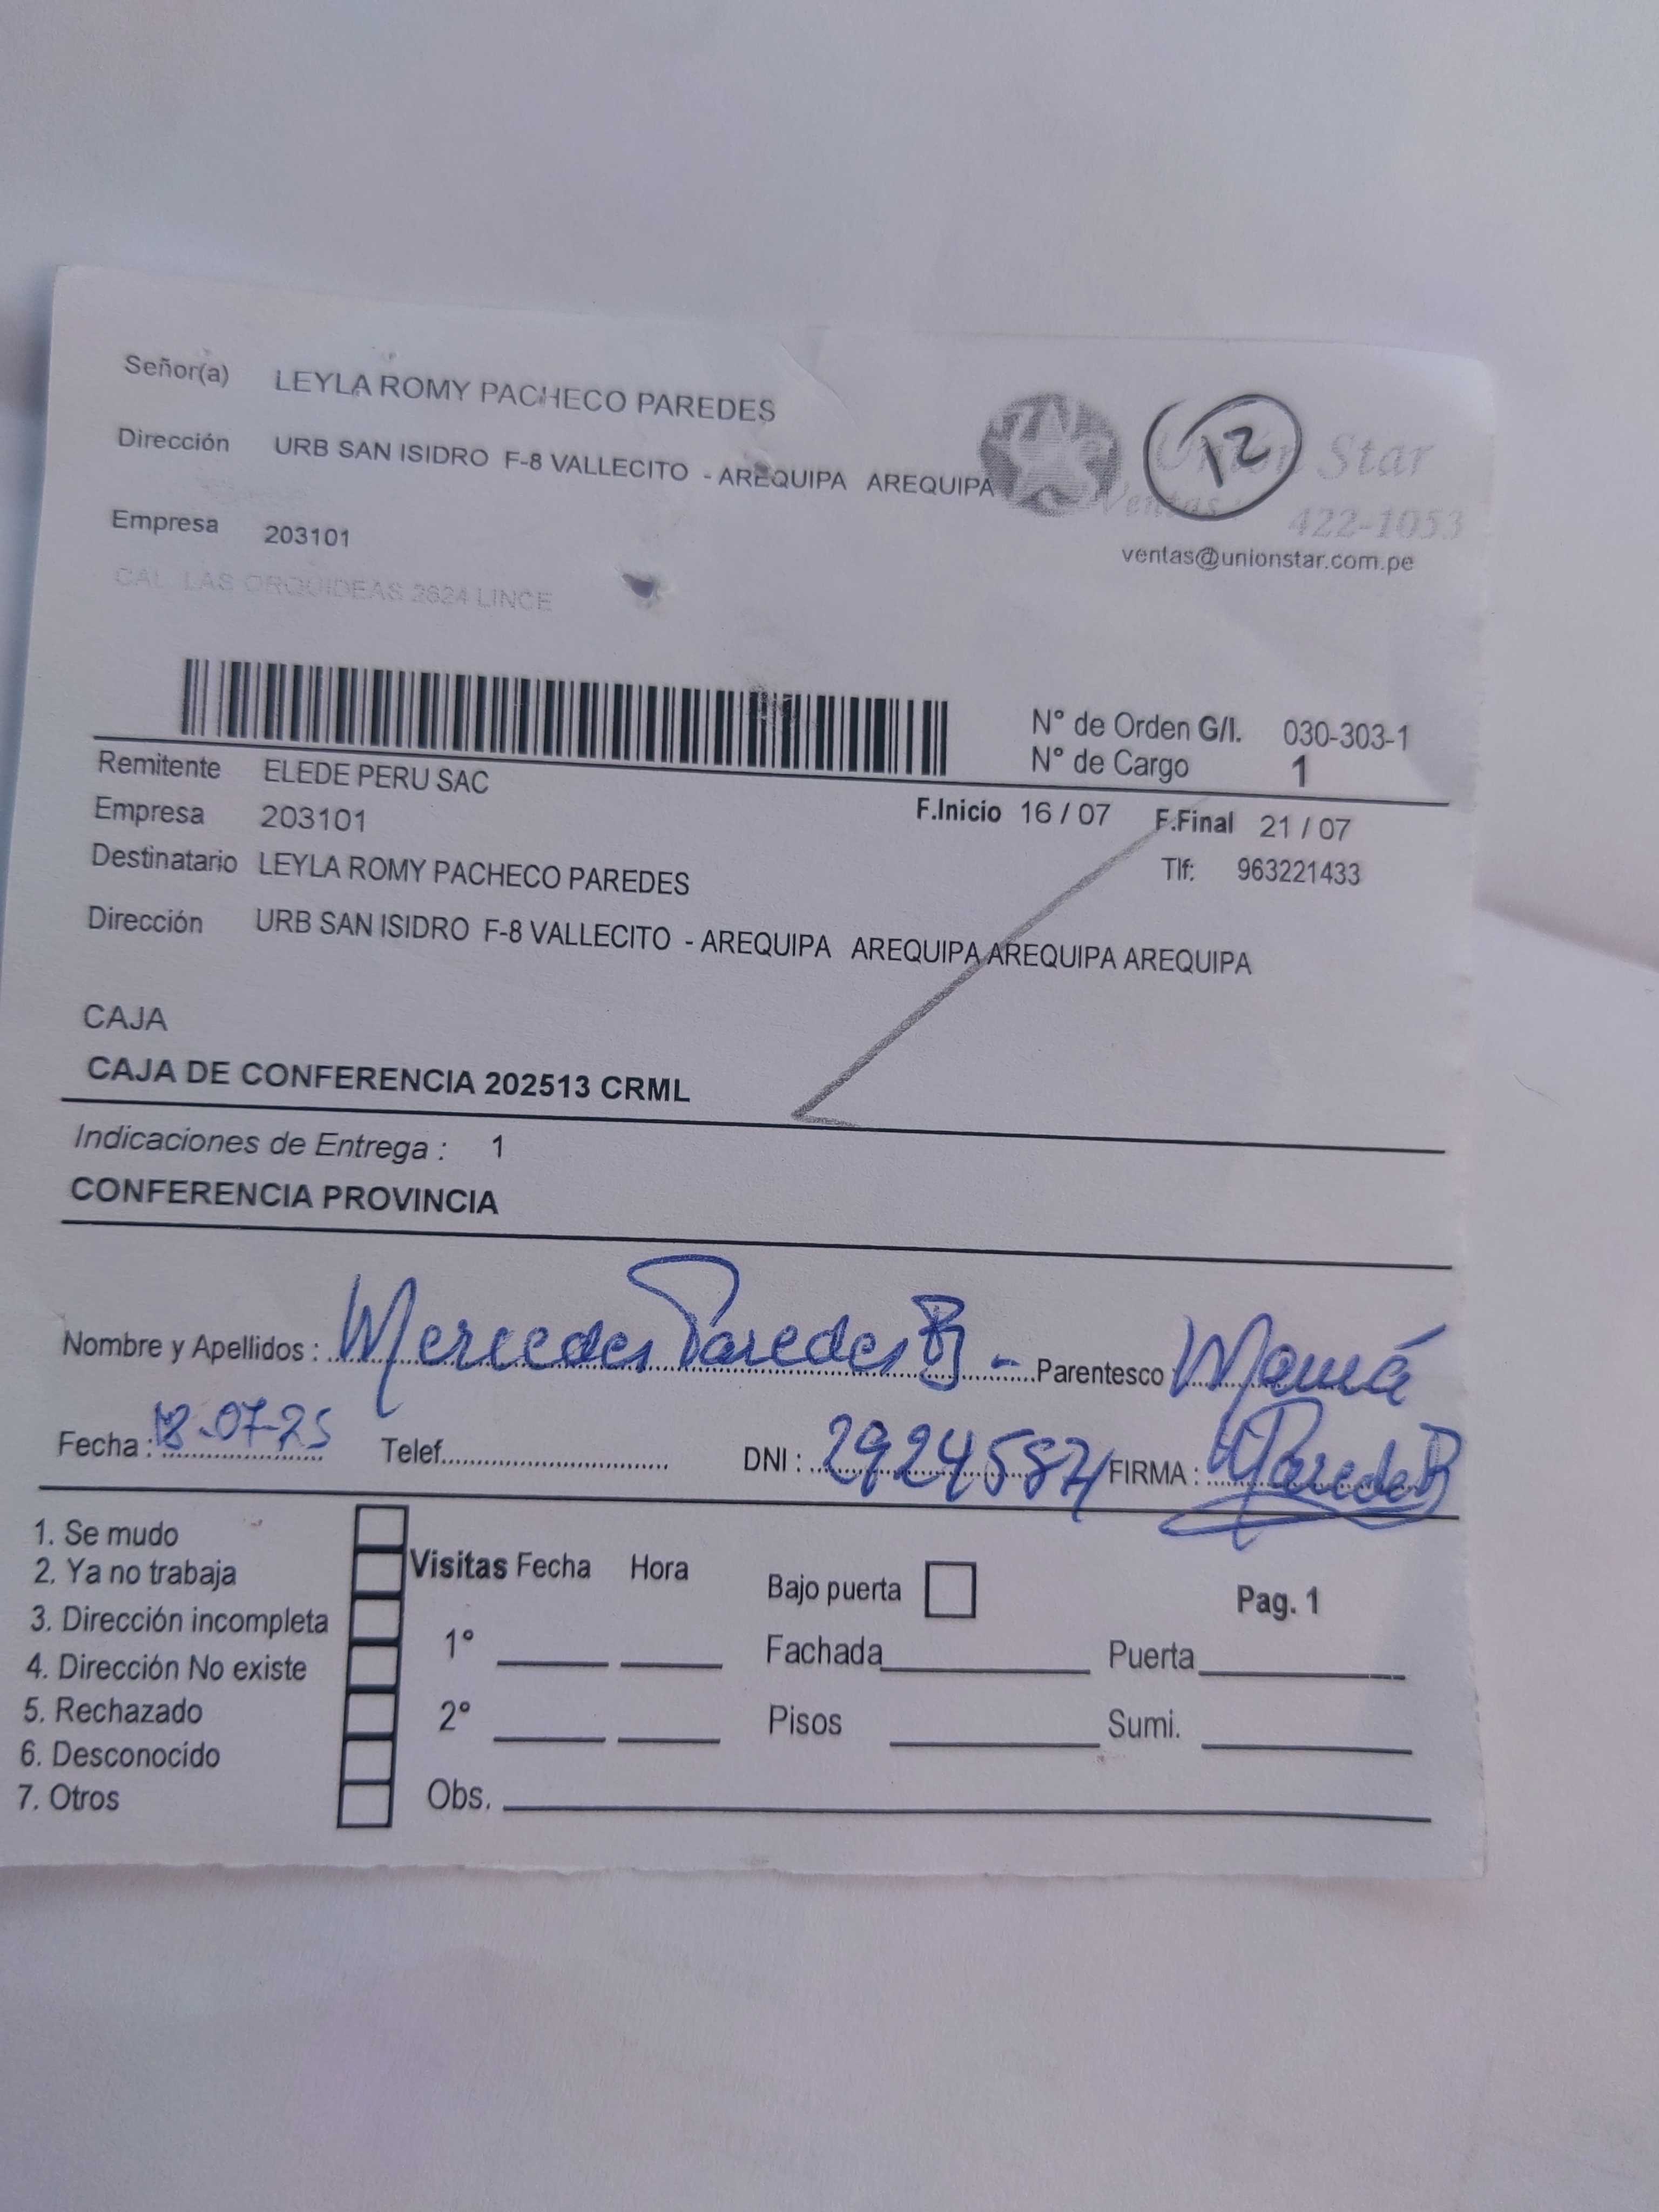 Señor(a) LEYLA ROMY PACHECO PAREDES
Dirección URB SAN ISIDRO F-8 VALLECITO - AREQUIPA AREQUIPA
12
Unión Star
Ventas 422-1053
ventas@unionstar.com.pe
Empresa 203101
CAL LAS ORQUIDEAS 2624 LINCE
N° de Orden G/I. 030-303-1
N° de Cargo 1
Remitente ELEDE PERU SAC
Empresa 203101
F.Inicio 16 / 07 F.Final 21 / 07
Destinatario LEYLA ROMY PACHECO PAREDES
Tlf: 963221433
Dirección URB SAN ISIDRO F-8 VALLECITO - AREQUIPA AREQUIPA AREQUIPA AREQUIPA
CAJA
CAJA DE CONFERENCIA 202513 CRML
Indicaciones de Entrega : 1
CONFERENCIA PROVINCIA
Nombre y Apellidos : Mercedes Paredes B - Parentesco Mamá
Fecha : 18-07-25 Telef. DNI : FIRMA : Paredes B
1. Se mudo
2. Ya no trabaja
3. Dirección incompleta
4. Dirección No existe
5. Rechazado
6. Desconocido
7. Otros
Visitas Fecha Hora
1°
2°
Obs.
Bajo puerta
Pag. 1
Fachada Puerta
Pisos Sumi.